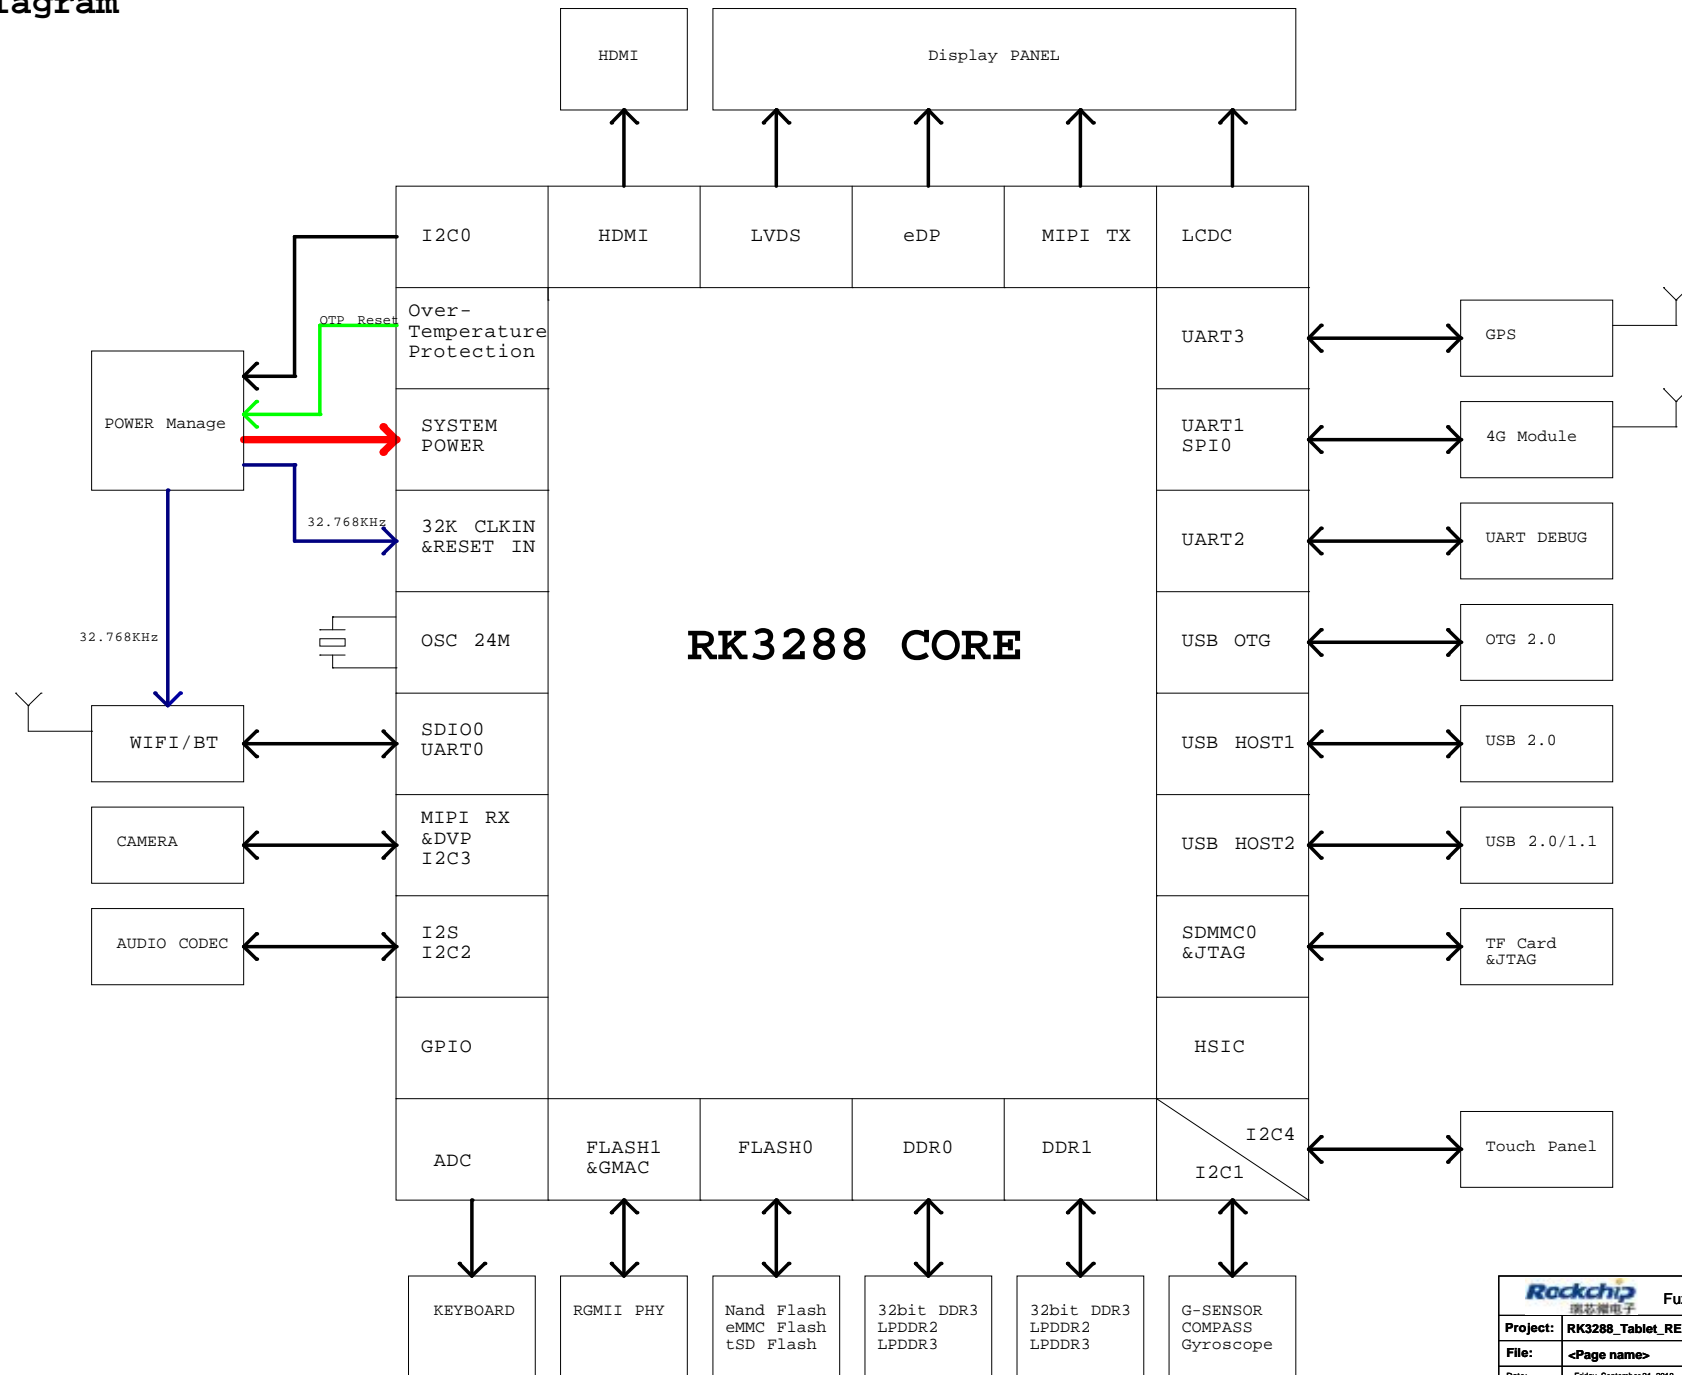 HDMI
Display PANEL
I2C0
HDMI
LVDS
eDP
MIPI TX
LCDC
OTP Reset
Over-
Temperature
Protection
UART3
GPS
POWER Manage
SYSTEM
POWER
UART1
SPI0
4G Module
32.768KHz
32K CLKIN
&RESET IN
UART2
UART DEBUG
32.768KHz
OSC 24M
RK3288 CORE
USB OTG
OTG 2.0
WIFI/BT
SDIO0
UART0
USB HOST1
USB 2.0
CAMERA
MIPI RX
&DVP
I2C3
USB HOST2
USB 2.0/1.1
AUDIO CODEC
I2S
I2C2
SDMMC0
&JTAG
TF Card
&JTAG
GPIO
HSIC
ADC
FLASH1
&GMAC
FLASH0
DDR0
DDR1
I2C4
I2C1
Touch Panel
KEYBOARD
RGMII PHY
Nand Flash
eMMC Flash
tSD Flash
32bit DDR3
LPDDR2
LPDDR3
32bit DDR3
LPDDR2
LPDDR3
G-SENSOR
COMPASS
Gyroscope
Rockchip
瑞芯微电子
Project: RK3288_Tablet_RE
File: <Page name>